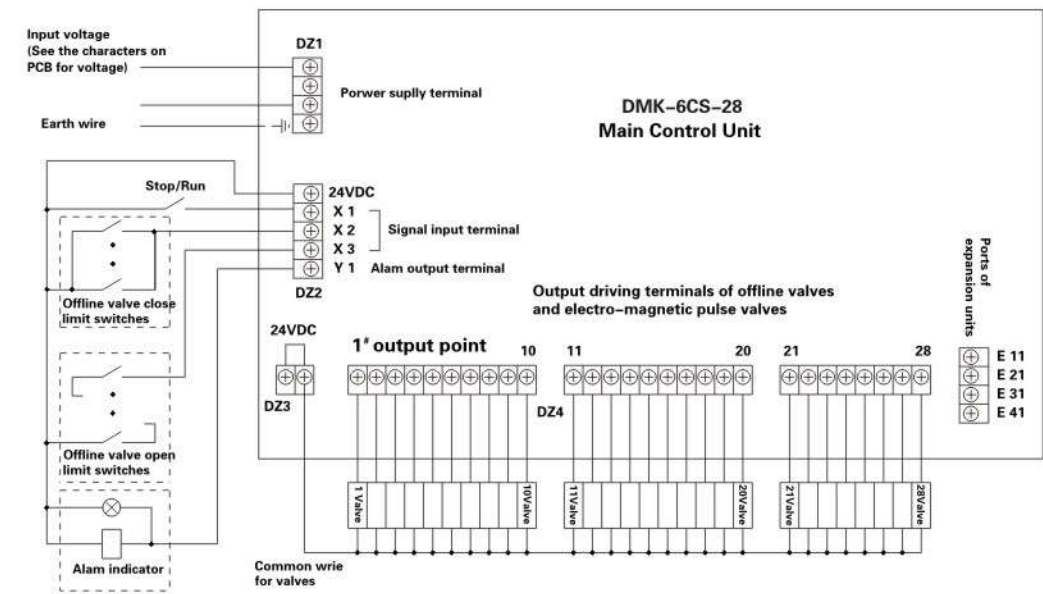 Input voltage
(See the characters on
PCB for voltage)
Earth wire
DZ1
Porwer suplly terminal
DMK-6CS-28
Main Control Unit
Stop/Run
24VDC
X 1
X 2
X 3
Y 1
Signal input terminal
Alam output terminal
DZ2
Offline valve close
limit switches
Output driving terminals of offline valves
and electro-magnetic pulse valves
Ports of
expansion units
24VDC
1# output point
10
11
20
21
28
DZ3
DZ4
E 11
E 21
E 31
E 41
Offline valve open
limit switches
1 Valve
10Valve
11Valve
20Valve
21Valve
28Valve
Alam indicator
Common wrie
for valves